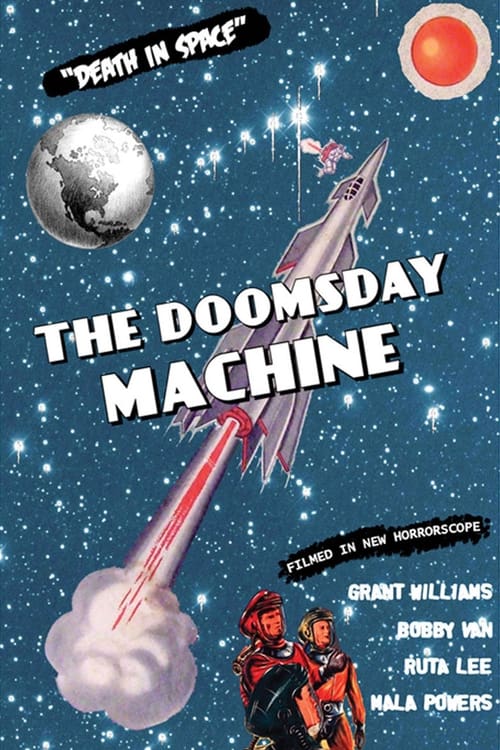 "DEATH IN SPACE"
THE DOOMSDAY
MACHINE
FILMED IN NEW HORRORSCOPE
GRANT WILLIAMS
BOBBY VAN
RUTA LEE
MALA POWERS